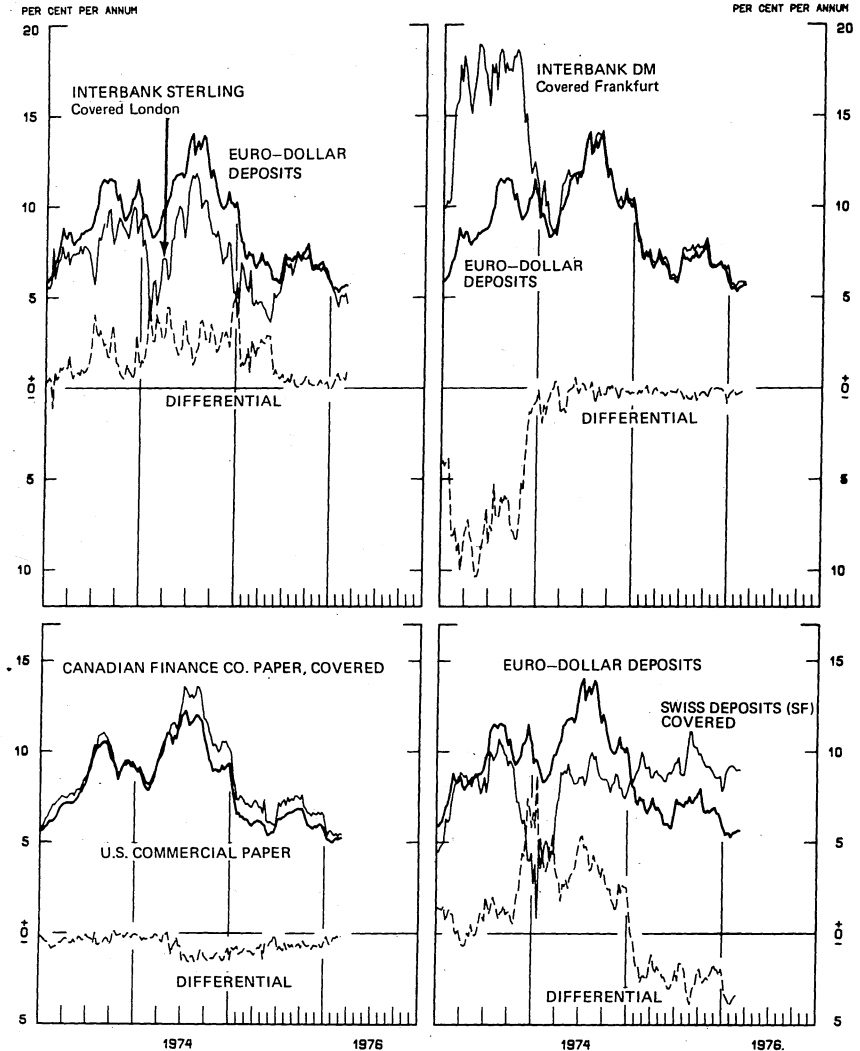 PER CENT PER ANNUM
PER CENT PER ANNUM
20
INTERBANK STERLING
Covered London
15
EURO-DOLLAR
DEPOSITS
10
5
+
0
-
DIFFERENTIAL
5
10
20
INTERBANK DM
Covered Frankfurt
15
10
EURO-DOLLAR
DEPOSITS
5
+
0
-
DIFFERENTIAL
5
10
15
CANADIAN FINANCE CO. PAPER, COVERED
10
5
U.S. COMMERCIAL PAPER
+
0
-
DIFFERENTIAL
5
1974
1976
EURO-DOLLAR DEPOSITS
15
SWISS DEPOSITS (SF)
COVERED
10
5
+
0
-
DIFFERENTIAL
5
1974
1976.